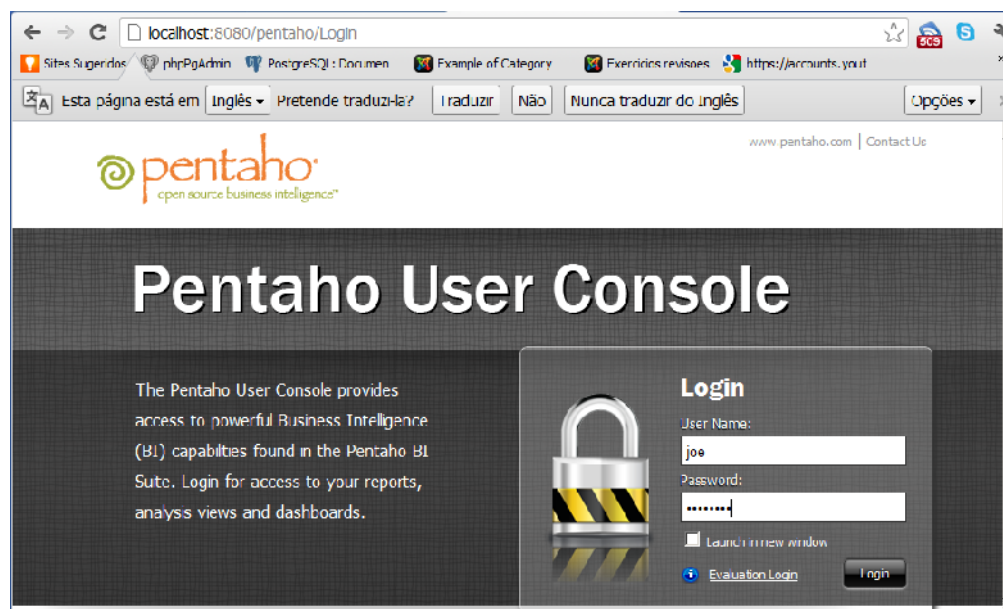 localhost:8080/pentaho/Login
5C9
Sites Sugeridos phpPgAdmin PostgreSQL: Documen Example of Category Exercicios revisoes https://accounts.yout
Esta página está em Inglês Pretende traduzi-la? Traduzir Não Nunca traduzir do Inglês Opções
www.pentaho.com | Contact Us
pentaho
open source business intelligence™
Pentaho User Console
The Pentaho User Console provides
access to powerful Business Intelligence
(BI) capabilties found in the Pentaho BI
Suite. Login for access to your reports,
analysis views and dashboards.
Login
User Name:
joe
Password:
••••••••
Launch in new window
Evaluation Login Login